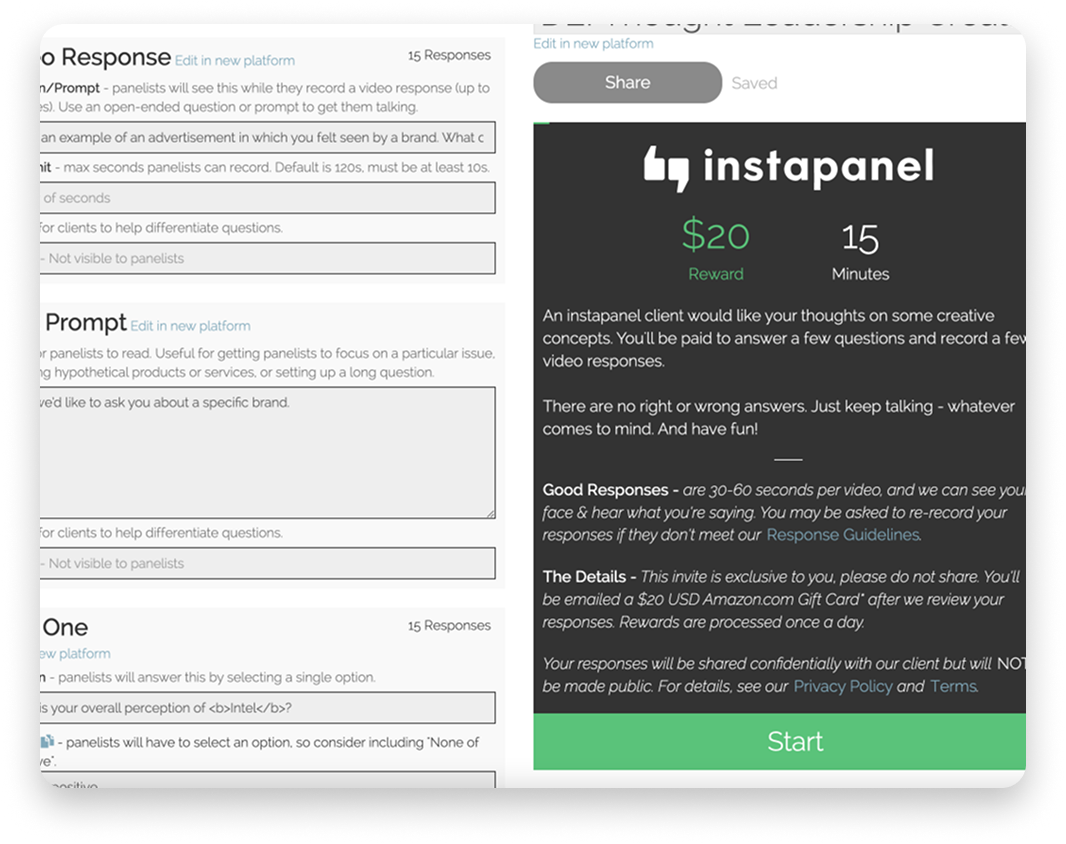 o Response Edit in new platform
15 Responses
n/Prompt - panelists will see this while they record a video response (up to
es). Use an open-ended question or prompt to get them talking.
an example of an advertisement in which you felt seen by a brand. What c
nit - max seconds panelists can record. Default is 120s, must be at least 10s.
of seconds
for clients to help differentiate questions.
- Not visible to panelists
Prompt Edit in new platform
or panelists to read. Useful for getting panelists to focus on a particular issue,
ng hypothetical products or services, or setting up a long question.
we'd like to ask you about a specific brand.
for clients to help differentiate questions.
- Not visible to panelists
One
15 Responses
ew platform
n - panelists will answer this by selecting a single option.
is your overall perception of <b>Intel</b>?
- panelists will have to select an option, so consider including "None of
ve".
positive
Thought Leadership Creat
Edit in new platform
Share
Saved
instapanel
$20
Reward
15
Minutes
An instapanel client would like your thoughts on some creative
concepts. You'll be paid to answer a few questions and record a few
video responses.
There are no right or wrong answers. Just keep talking - whatever
comes to mind. And have fun!
Good Responses - are 30-60 seconds per video, and we can see your
face & hear what you're saying. You may be asked to re-record your
responses if they don't meet our Response Guidelines.
The Details - This invite is exclusive to you, please do not share. You'll
be emailed a $20 USD Amazon.com Gift Card* after we review your
responses. Rewards are processed once a day.
Your responses will be shared confidentially with our client but will NOT
be made public. For details, see our Privacy Policy and Terms.
Start